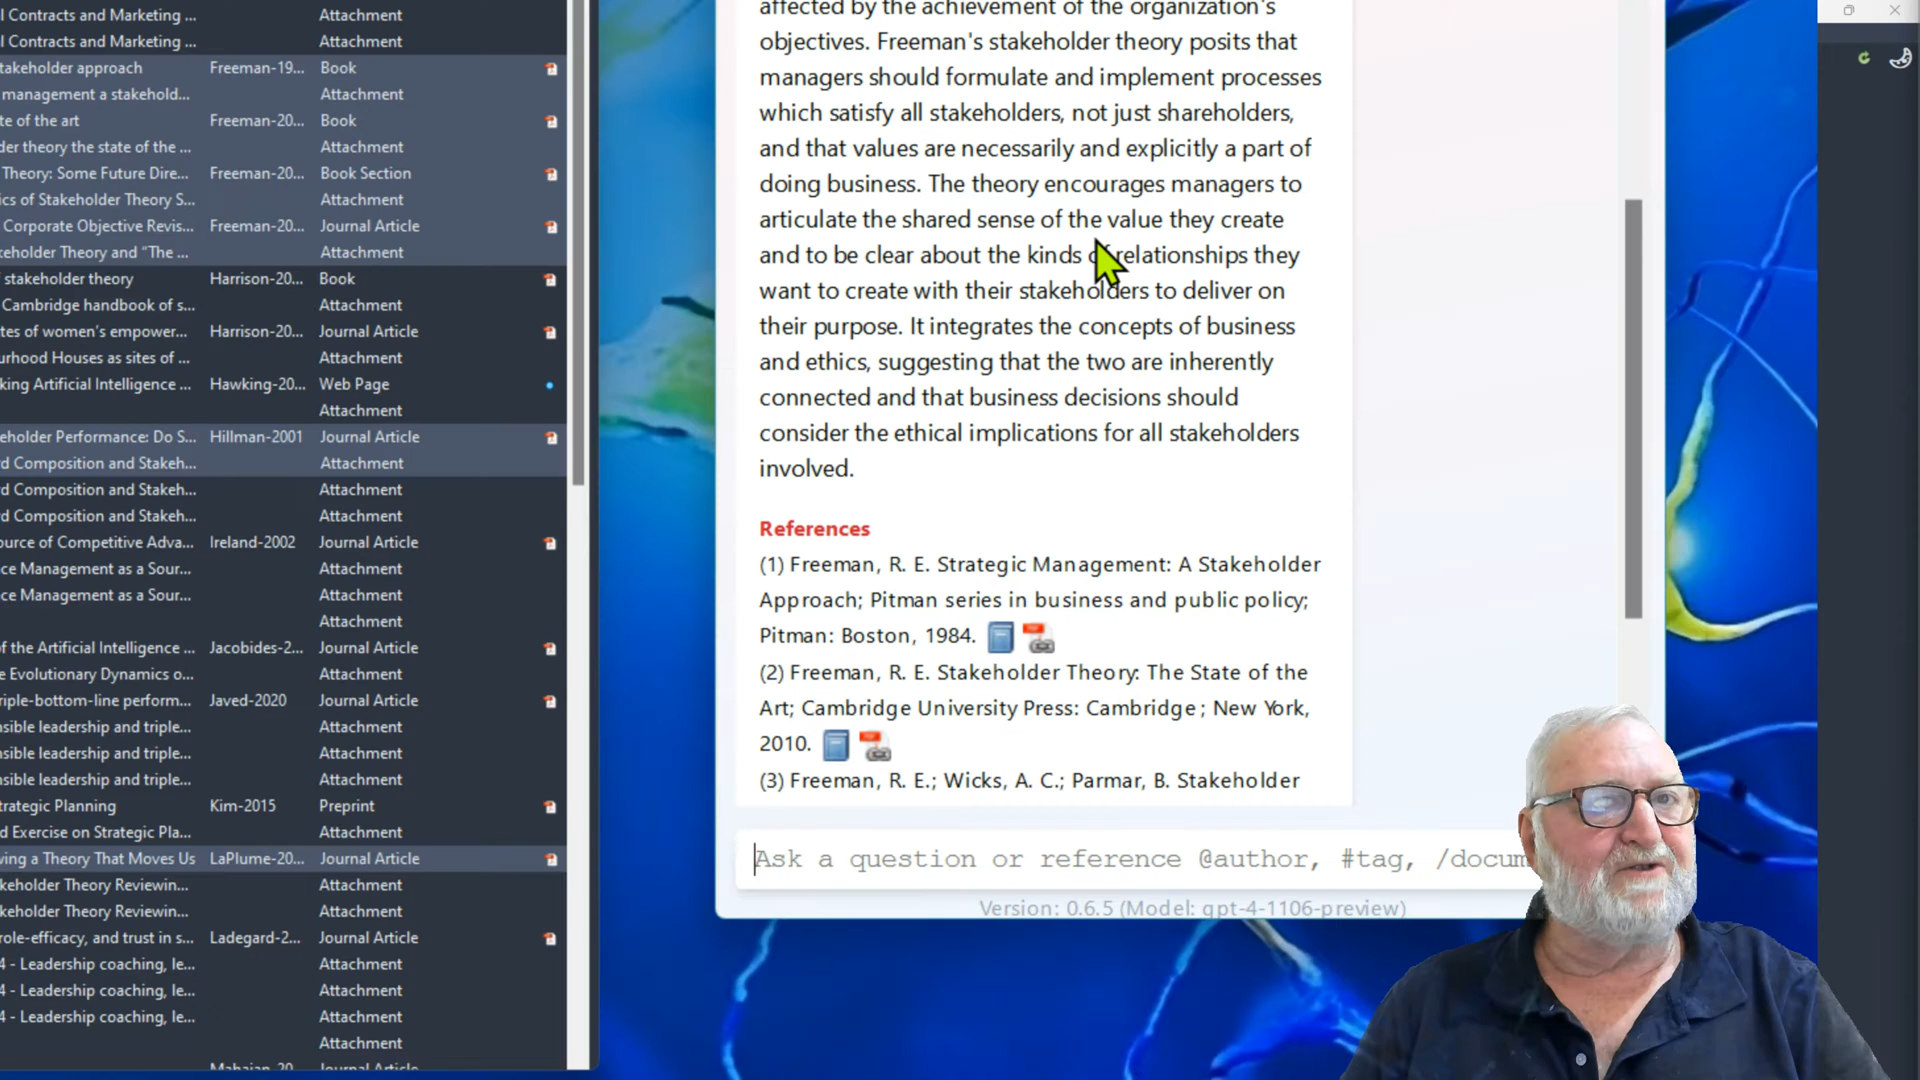 l Contracts and Marketing ... Attachment
l Contracts and Marketing ... Attachment
takeholder approach Freeman-19... Book
management a stakehold... Attachment
te of the art Freeman-20... Book
der theory the state of the ... Attachment
Theory: Some Future Dire... Freeman-20... Book Section
ics of Stakeholder Theory S... Attachment
Corporate Objective Revis... Freeman-20... Journal Article
keholder Theory and "The ... Attachment
stakeholder theory Harrison-20... Book
Cambridge handbook of s... Attachment
tes of women's empower... Harrison-20... Journal Article
urhood Houses as sites of ... Attachment
king Artificial Intelligence ... Hawking-20... Web Page
Attachment
eholder Performance: Do S... Hillman-2001 Journal Article
rd Composition and Stakeh... Attachment
rd Composition and Stakeh... Attachment
rd Composition and Stakeh... Attachment
ource of Competitive Adva... Ireland-2002 Journal Article
ce Management as a Sour... Attachment
ce Management as a Sour... Attachment
Attachment
of the Artificial Intelligence ... Jacobides-2... Journal Article
e Evolutionary Dynamics o... Attachment
riple-bottom-line perform... Javed-2020 Journal Article
nsible leadership and triple... Attachment
nsible leadership and triple... Attachment
nsible leadership and triple... Attachment
trategic Planning Kim-2015 Preprint
d Exercise on Strategic Pla... Attachment
ving a Theory That Moves Us LaPlume-20... Journal Article
keholder Theory Reviewin... Attachment
keholder Theory Reviewin... Attachment
role-efficacy, and trust in s... Ladegard-2... Journal Article
4 - Leadership coaching, le... Attachment
4 - Leadership coaching, le... Attachment
4 - Leadership coaching, le... Attachment
Attachment
Mahajan-20... Journal Article
affected by the achievement of the organization's
objectives. Freeman's stakeholder theory posits that
managers should formulate and implement processes
which satisfy all stakeholders, not just shareholders,
and that values are necessarily and explicitly a part of
doing business. The theory encourages managers to
articulate the shared sense of the value they create
and to be clear about the kinds of relationships they
want to create with their stakeholders to deliver on
their purpose. It integrates the concepts of business
and ethics, suggesting that the two are inherently
connected and that business decisions should
consider the ethical implications for all stakeholders
involved.
References
(1) Freeman, R. E. Strategic Management: A Stakeholder
Approach; Pitman series in business and public policy;
Pitman: Boston, 1984.
(2) Freeman, R. E. Stakeholder Theory: The State of the
Art; Cambridge University Press: Cambridge ; New York,
2010.
(3) Freeman, R. E.; Wicks, A. C.; Parmar, B. Stakeholder
Ask a question or reference @author, #tag, /docum
Version: 0.6.5 (Model: gpt-4-1106-preview)